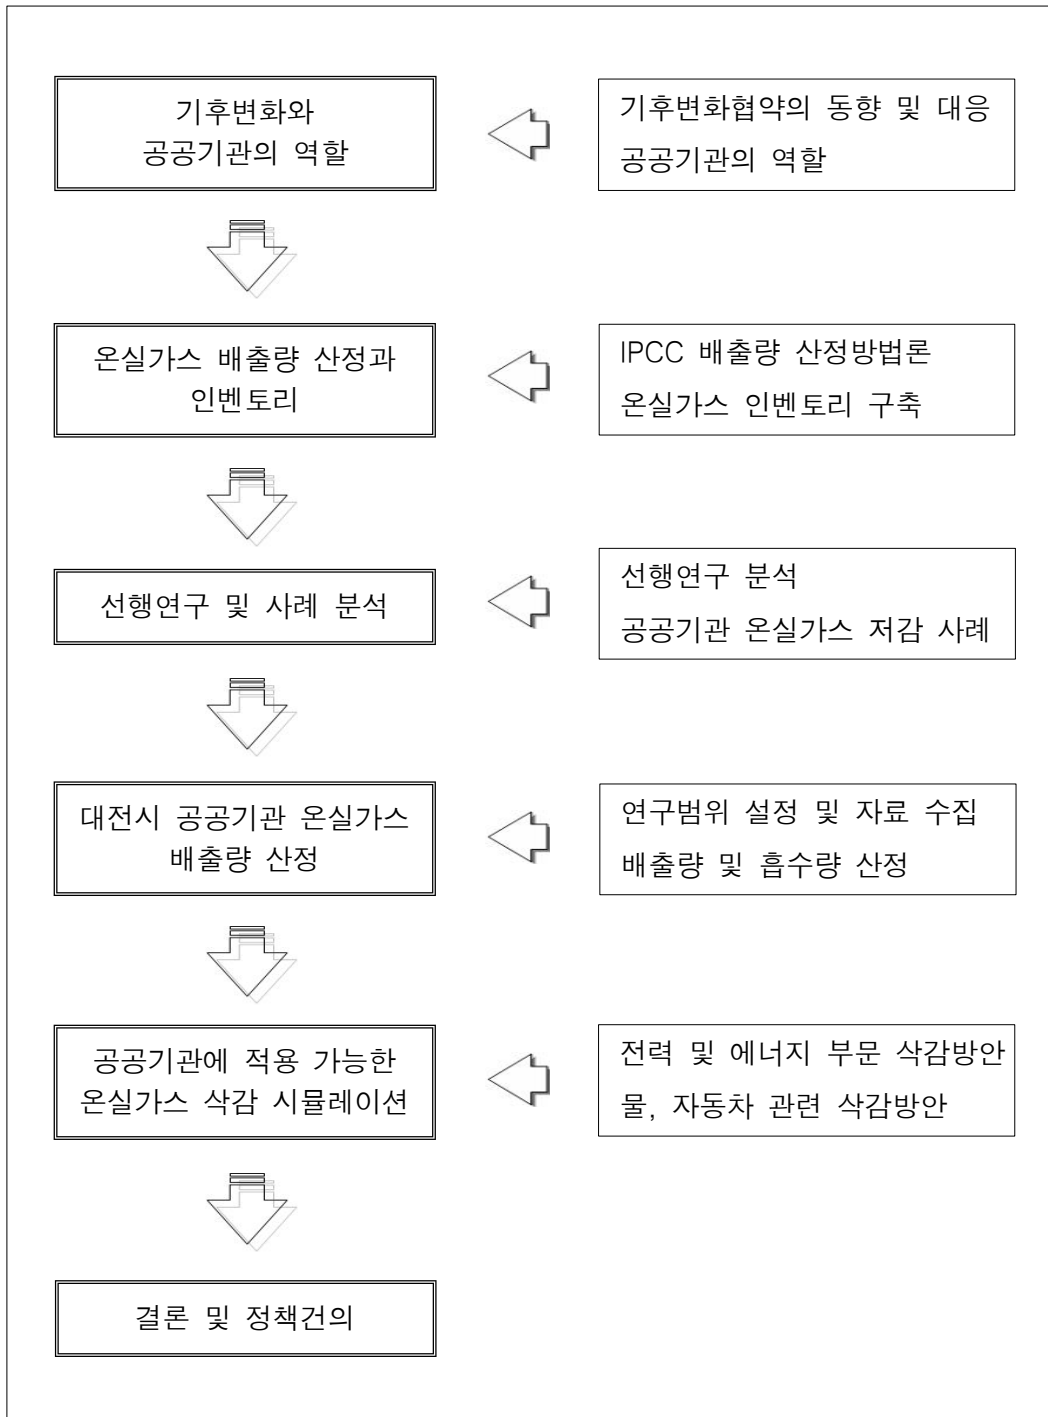 기후변화와
공공기관의 역할
기후변화협약의 동향 및 대응
공공기관의 역할
온실가스 배출량 산정과
인벤토리
IPCC 배출량 산정방법론
온실가스 인벤토리 구축
선행연구 및 사례 분석
선행연구 분석
공공기관 온실가스 저감 사례
대전시 공공기관 온실가스
배출량 산정
연구범위 설정 및 자료 수집
배출량 및 흡수량 산정
공공기관에 적용 가능한
온실가스 삭감 시뮬레이션
전력 및 에너지 부문 삭감방안
물, 자동차 관련 삭감방안
결론 및 정책건의